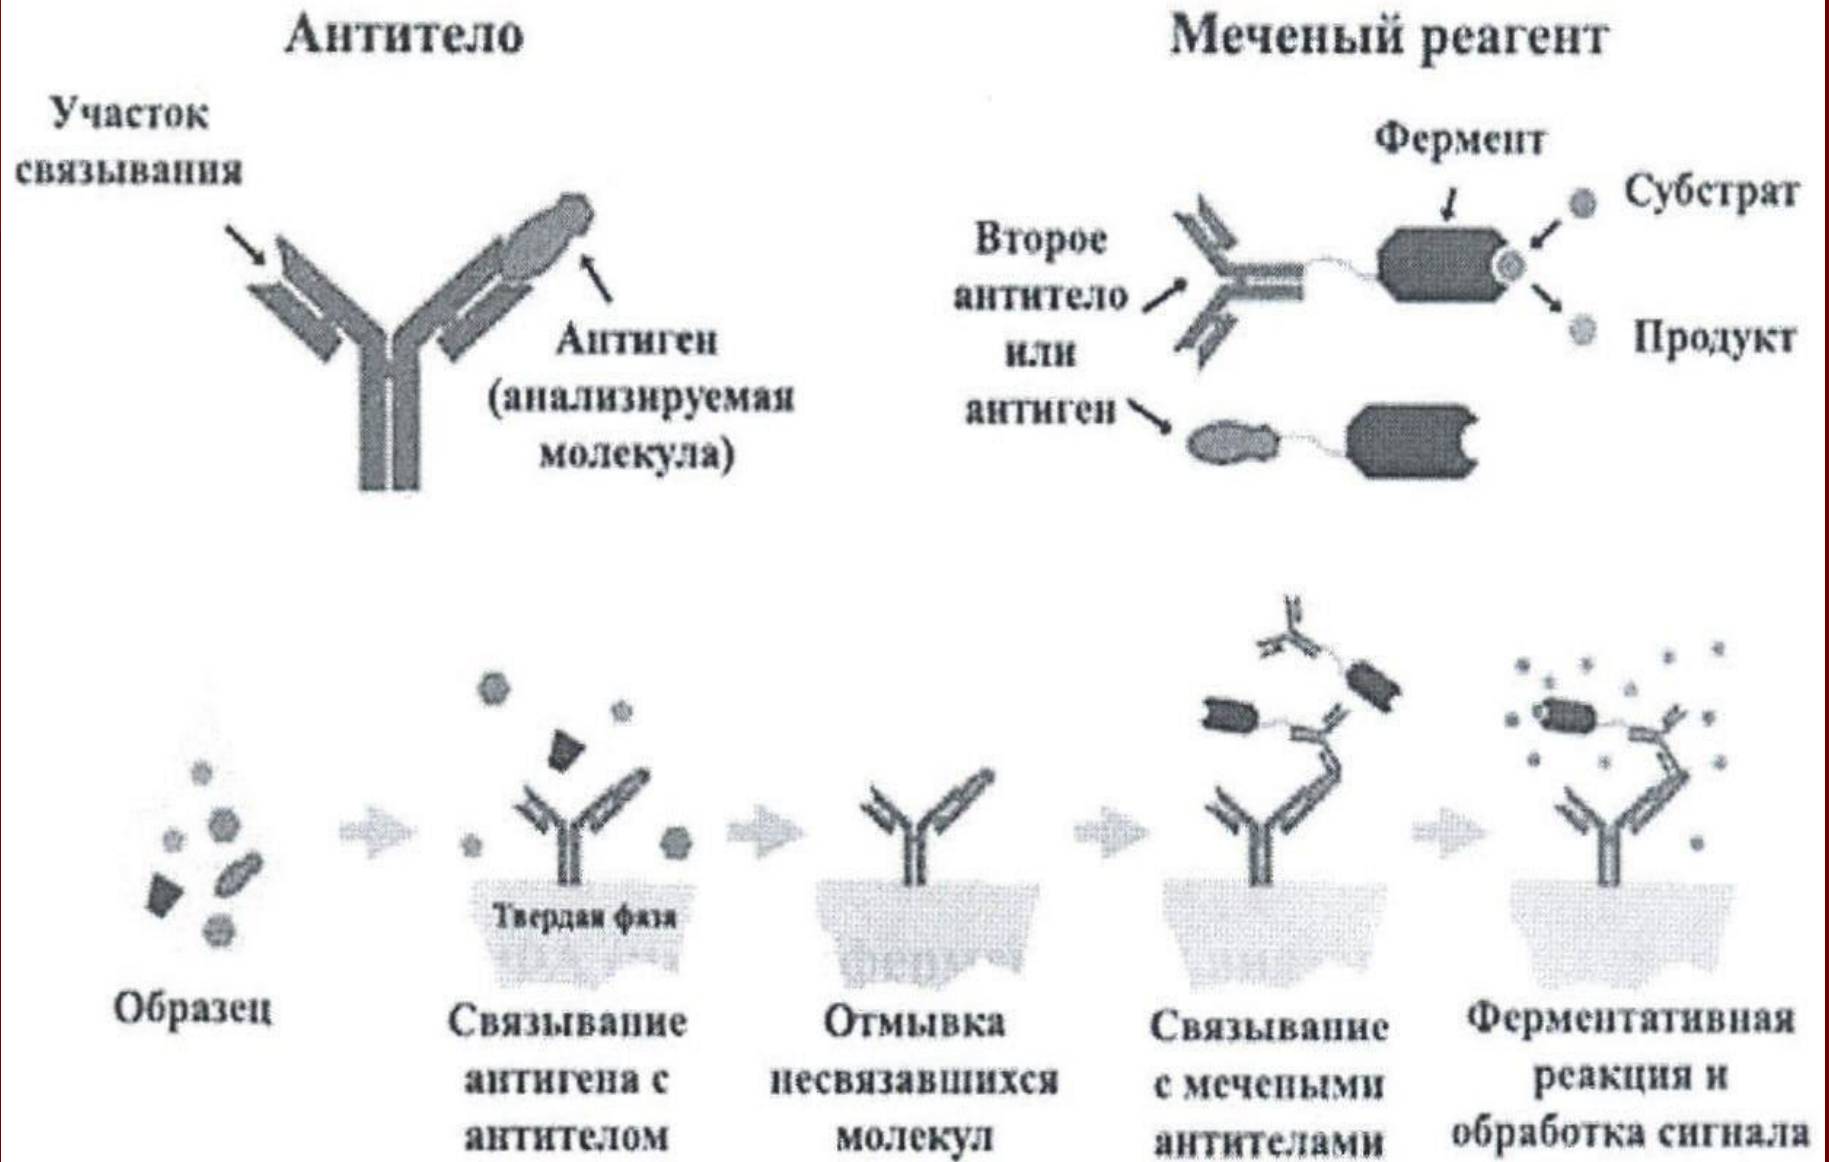 Антитело
Меченый реагент
Участок
связывания
Антиген
(анализируемая
молекула)
Фермент
Субстрат
Второе
антитело
или
антиген
Продукт
Твердая фаза
Образец
Связывание
антигена с
антителом
Отмывка
несвязавшихся
молекул
Связывание
с мечеными
антителами
Ферментативная
реакция и
обработка сигнала